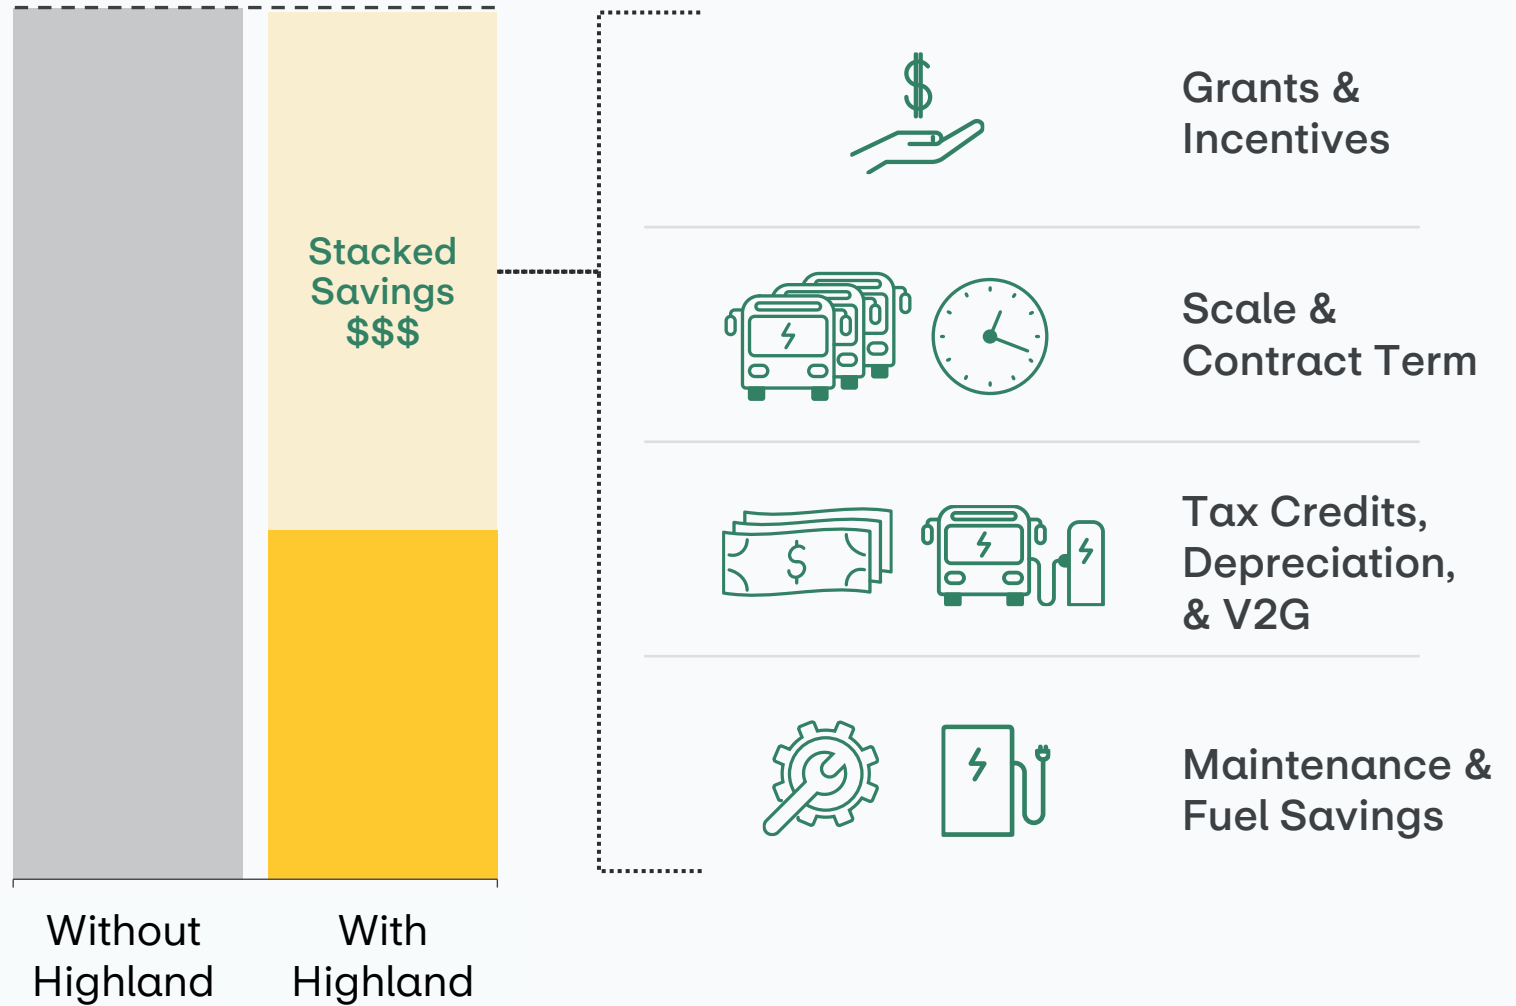 Stacked
Savings
$$$
Without
Highland
With
Highland
Grants &
Incentives
Scale &
Contract Term
Tax Credits,
Depreciation,
& V2G
Maintenance &
Fuel Savings